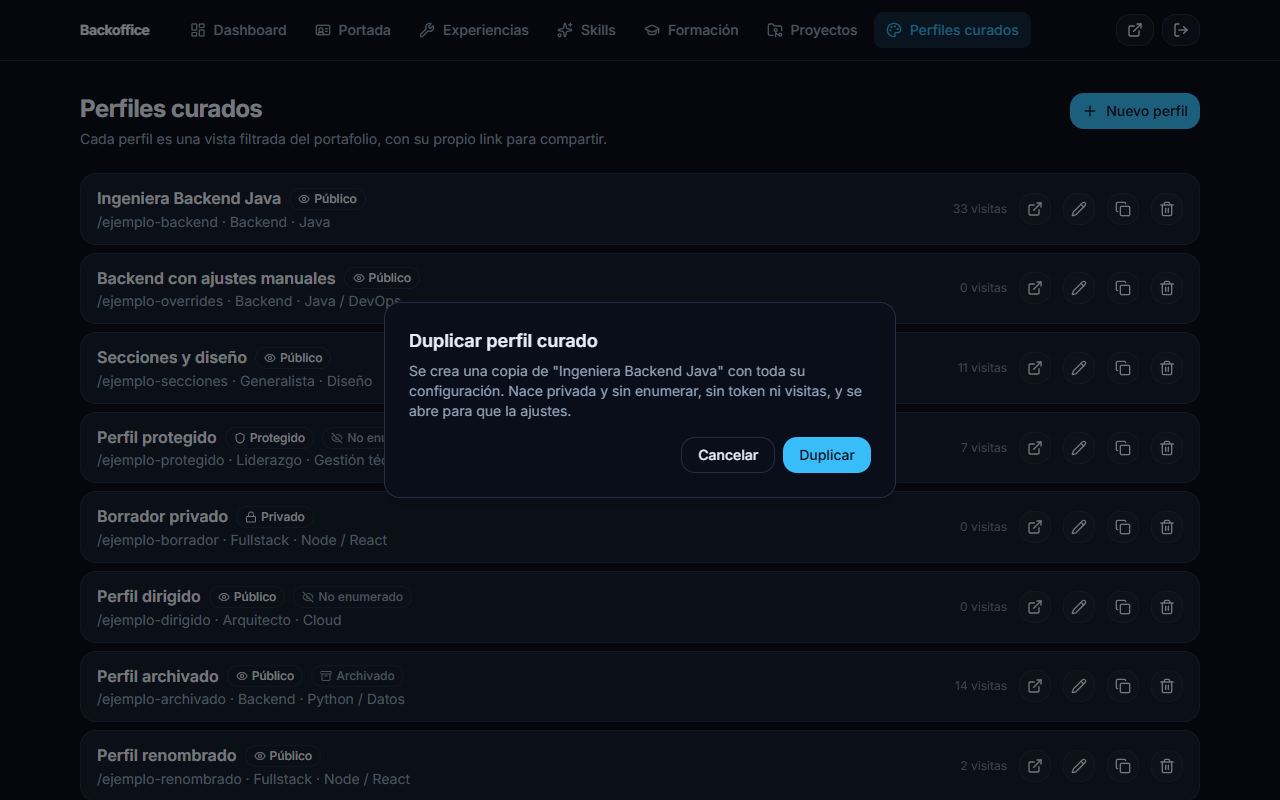 Backoffice Dashboard Portada Experiencias Skills Formación Proyectos Perfiles curados
Perfiles curados
Nuevo perfil
Cada perfil es una vista filtrada del portafolio, con su propio link para compartir.
Ingeniera Backend Java Público
/ejemplo-backend · Backend · Java
33 visitas
Backend con ajustes manuales Público
/ejemplo-overrides · Backend · Java / DevOps
0 visitas
Secciones y diseño Público
/ejemplo-secciones · Generalista · Diseño
11 visitas
Duplicar perfil curado
Se crea una copia de "Ingeniera Backend Java" con toda su
configuración. Nace privada y sin enumerar, sin token ni visitas, y se
abre para que la ajustes.
Cancelar Duplicar
Perfil protegido Protegido No
/ejemplo-protegido · Liderazgo · Gestión
7 visitas
Borrador privado Privado
/ejemplo-borrador · Fullstack · Node / React
0 visitas
Perfil dirigido Público No enumerado
/ejemplo-dirigido · Arquitecto · Cloud
0 visitas
Perfil archivado Público Archivado
/ejemplo-archivado · Backend · Python / Datos
14 visitas
Perfil renombrado Público
/ejemplo-renombrado · Fullstack · Node / React
2 visitas